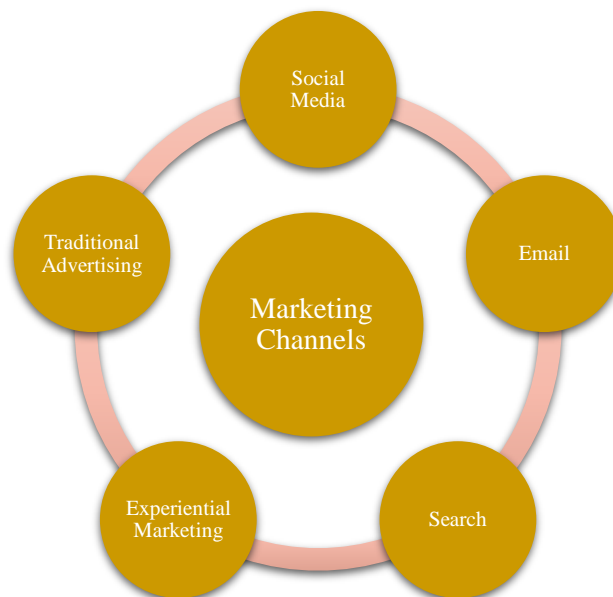 Social
Media
Traditional
Advertising
Email
Marketing
Channels
Experiential
Marketing
Search